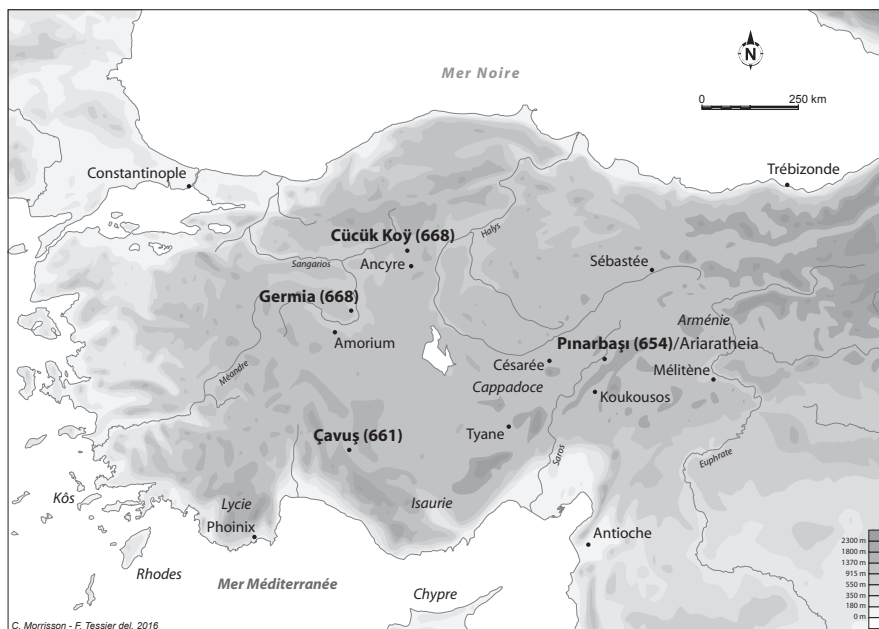 Mer Noire
N
0 250 km
Constantinople
Trébizonde
Cücük Koÿ (668)
Halys
Ancyre
Sangarios
Sébastée
Germia (668)
Amorium
Arménie
Pınarbaşı (654)/Ariaratheia
Césarée
Mélitène
Méandre
Cappadoce
Koukousos
Çavuş (661)
Tyane
Saros
Euphrate
Kôs
Lycie
Isaurie
Phoinix
Antioche
Rhodes
Mer Méditerranée
Chypre
2300 m
1800 m
1370 m
915 m
550 m
350 m
180 m
0 m
C. Morrisson - F. Tessier del. 2016